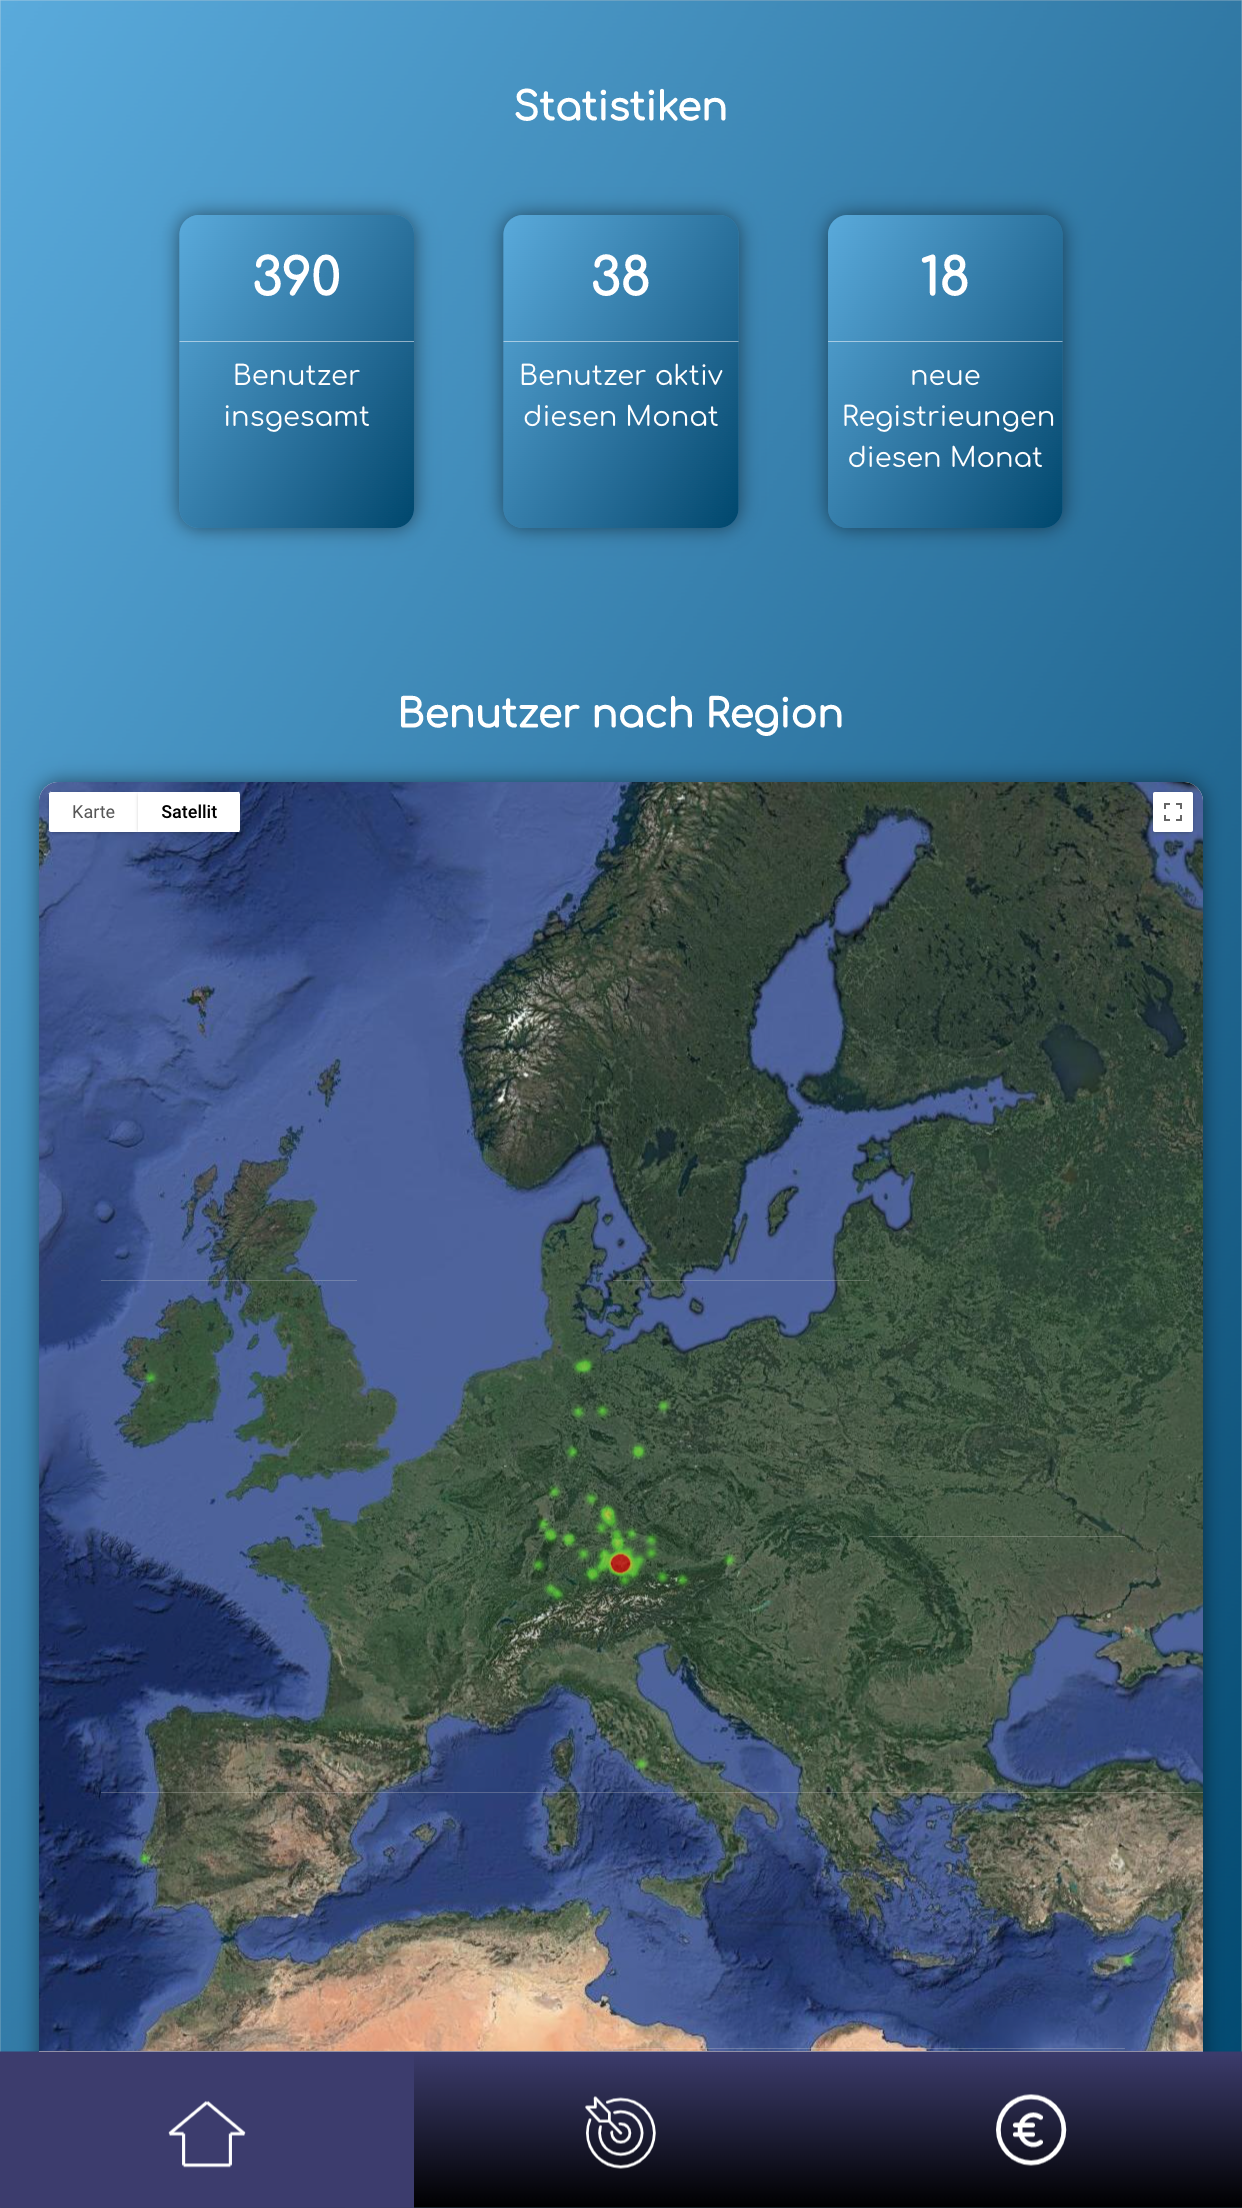 Statistiken
390
Benutzer
insgesamt
38
Benutzer aktiv
diesen Monat
18
neue
Registrieungen
diesen Monat
Benutzer nach Region
Karte
Satellit
€